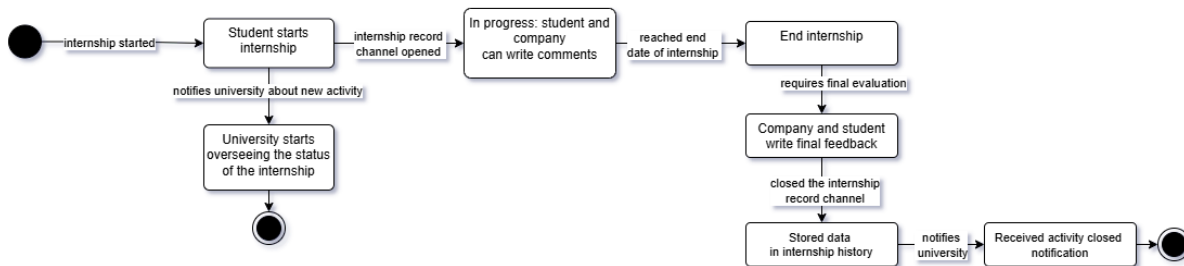 internship started
Student starts
internship
internship record
channel opened
In progress: student and
company
can write comments
reached end
date of internship
End internship
notifies university about new activity
requires final evaluation
University starts
overseeing the status
of the internship
Company and student
write final feedback
closed the internship
record channel
Stored data
in internship history
notifies
university
Received activity closed
notification